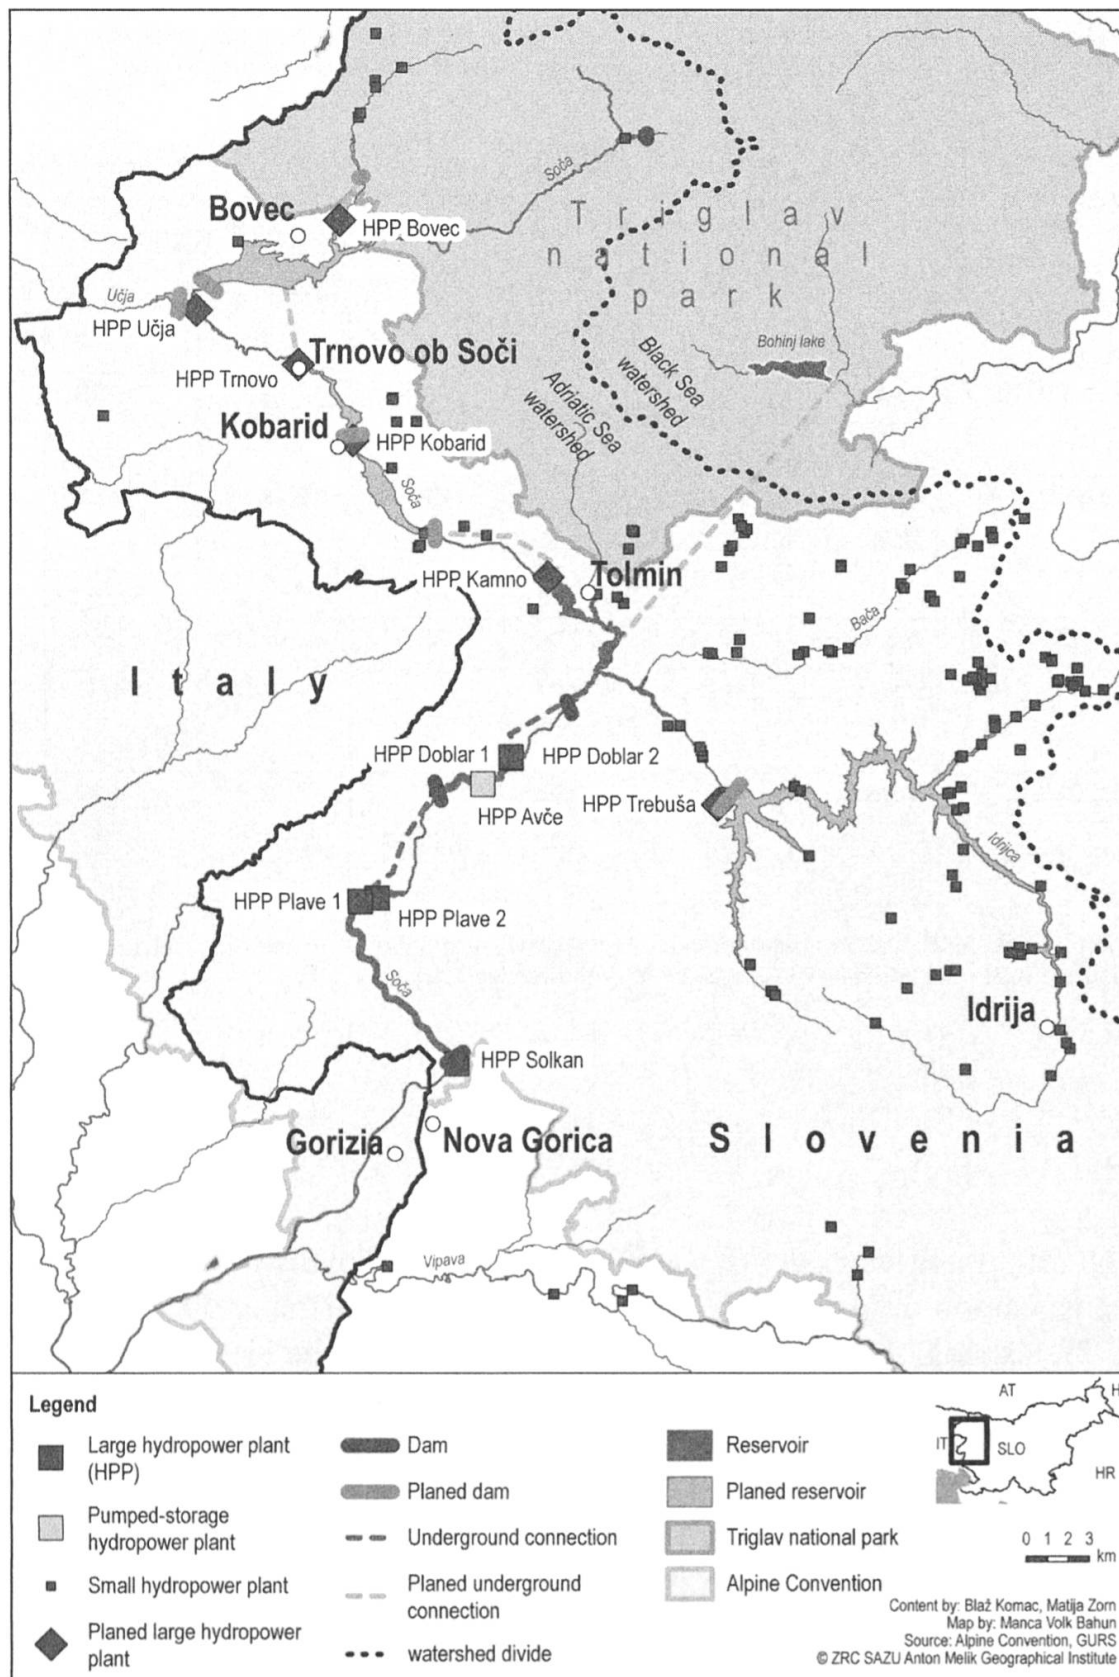 Soča
Bovec
HPP Bovec
Triglav
national
park
Učja
HPP Učja
Trnovo ob Soči
HPP Trnovo
Bohinj lake
Black Sea
watershed
Adriatic Sea
watershed
Kobarid
HPP Kobarid
Soča
HPP Kamno
Tolmin
Bača
Italy
HPP Doblar 1
HPP Doblar 2
HPP Avče
HPP Trebuša
Idrijca
HPP Plave 1
HPP Plave 2
Soča
Idrija
HPP Solkan
Gorizia
Nova Gorica
Slovenia
Vipava
Legend
Large hydropower plant
(HPP)
Pumped-storage
hydropower plant
Small hydropower plant
Planed large hydropower
plant
Dam
Planed dam
Underground connection
Planed underground
connection
watershed divide
Reservoir
Planed reservoir
Triglav national park
Alpine Convention
AT
H
IT
SLO
HR
0 1 2 3
km
Content by: Blaž Komac, Matija Zorn
Map by: Manca Volk Bahun
Source: Alpine Convention, GURS
© ZRC SAZU Anton Melik Geographical Institute